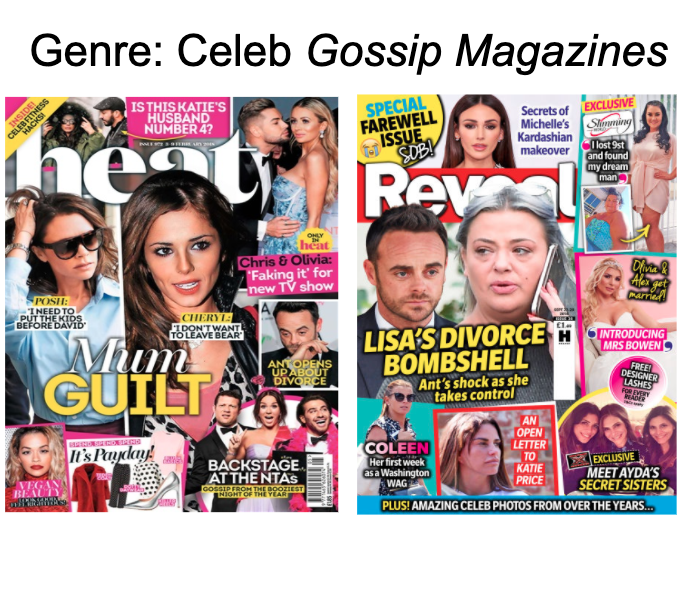 Genre: Celeb Gossip Magazines
INSIDE!
CELEB FITNESS
HACKS!
IS THIS KATIE'S
HUSBAND
NUMBER 4?
heat
ONLY
IN
heat
Chris & Olivia:
'Faking it' for
new TV show
POSH:
'I NEED TO
PUT THE KIDS
BEFORE DAVID'
CHERYL:
'I DON'T WANT
TO LEAVE BEAR'
Mum
GUILT
ANT OPENS
UP ABOUT
DIVORCE
SPEND, SPEND, SPEND
It's Payday!
VEGAN
BEAUTY
BACKSTAGE
AT THE NTAs
GOSSIP FROM THE BOOZIEST
NIGHT OF THE YEAR
SPECIAL
FAREWELL
ISSUE
SOB!
Secrets of
Michelle's
Kardashian
makeover
EXCLUSIVE
Slimming
I lost 9st
and found
my dream
man
Reveal
Olivia &
Alex get
married!
INTRODUCING
MRS BOWEN
LISA'S DIVORCE
BOMBSHELL
Ant's shock as she
takes control
H
FREE!
DESIGNER
LASHES
FOR EVERY
READER
COLEEN
Her first week
as a Washington
WAG
AN
OPEN
LETTER
TO
KATIE
PRICE
EXCLUSIVE
MEET AYDA'S
SECRET SISTERS
PLUS! AMAZING CELEB PHOTOS FROM OVER THE YEARS...